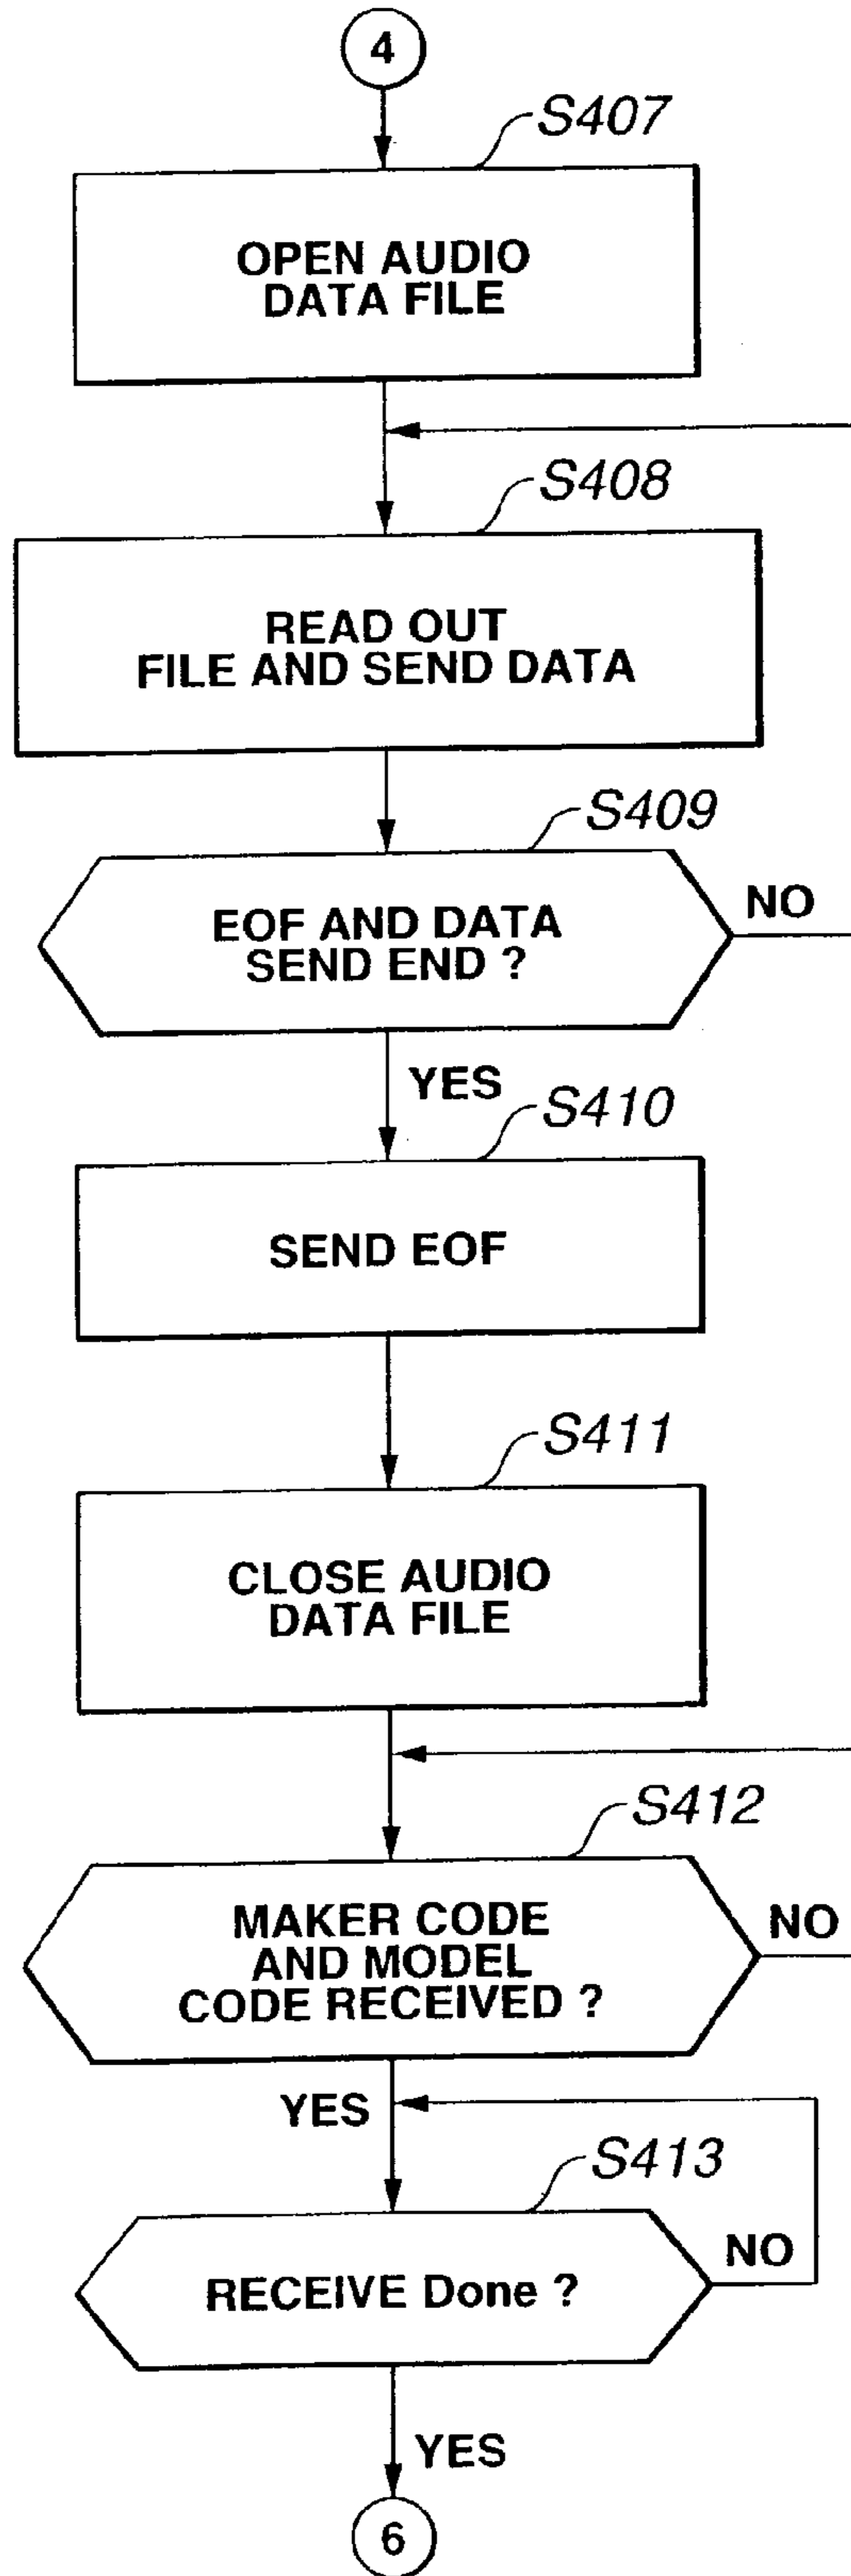 4
S407
OPEN AUDIO
DATA FILE
S408
READ OUT
FILE AND SEND DATA
S409
EOF AND DATA
SEND END ?
NO
YES
S410
SEND EOF
S411
CLOSE AUDIO
DATA FILE
S412
MAKER CODE
AND MODEL
CODE RECEIVED ?
NO
YES
S413
RECEIVE Done ?
NO
YES
6